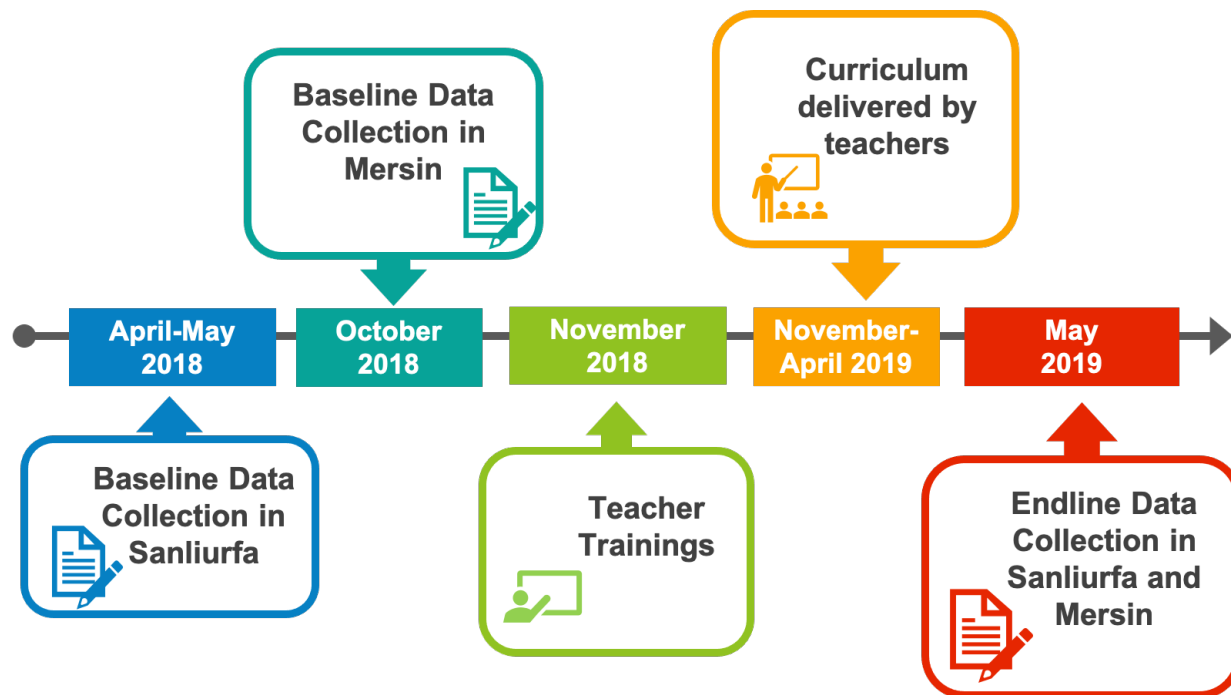 Baseline Data
Collection in
Mersin
Curriculum
delivered by
teachers
April-May
2018
October
2018
November
2018
November-
April 2019
May
2019
Baseline Data
Collection in
Sanliurfa
Teacher
Trainings
Endline Data
Collection in
Sanliurfa and
Mersin